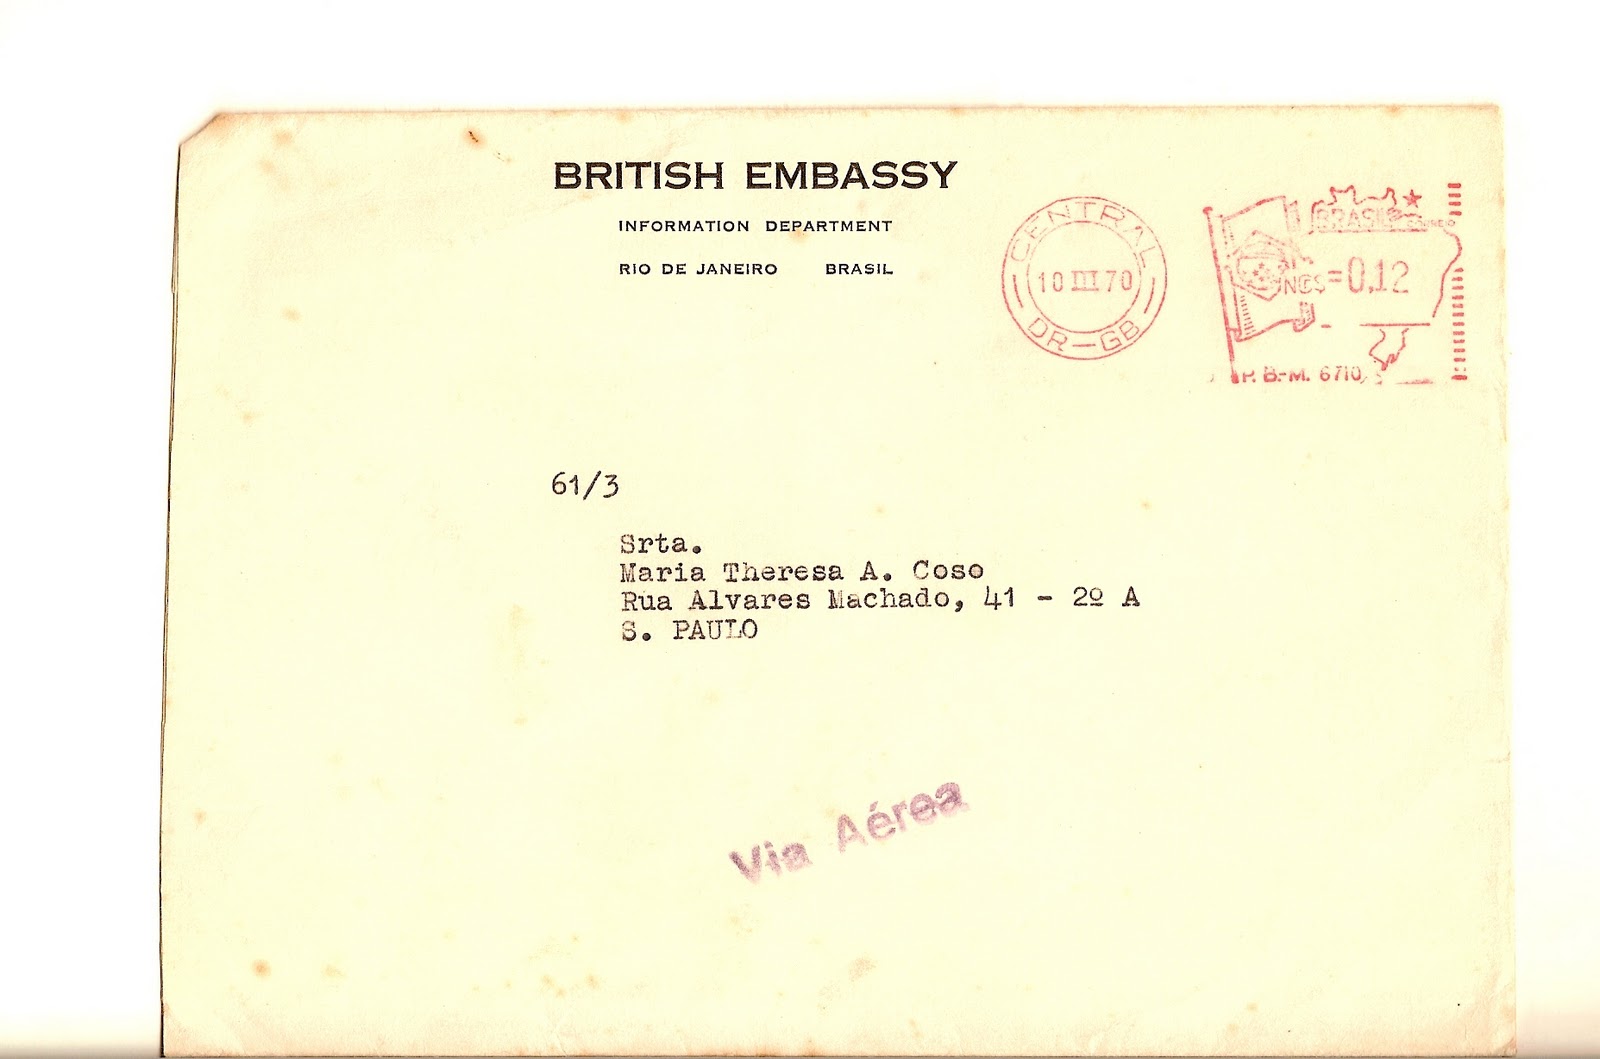 BRITISH EMBASSY
INFORMATION DEPARTMENT
RIO DE JANEIRO BRASIL
CENTRAL
10 III 70
DR-GB
BRASIL CORREIO
NCR$=0,12
P. B.-M. 6710
61/3
Srta.
Maria Theresa A. Coso
Rua Alvares Machado, 41 - 2º A
S. PAULO
Via Aérea